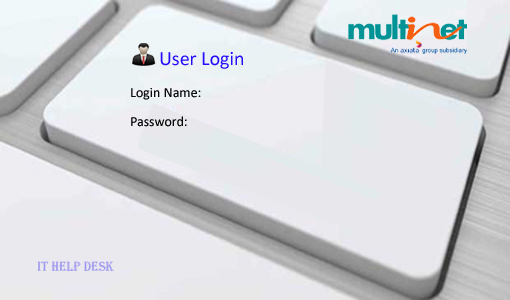 multinet
An axiata group subsidiary
User Login
Login Name:
Password:
IT HELP DESK